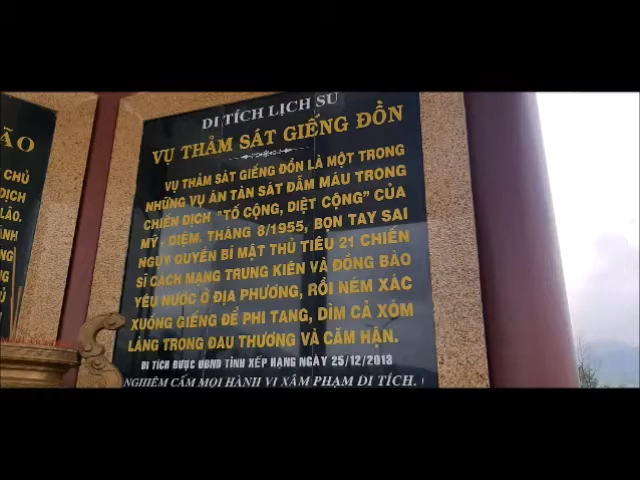 ÃO
CHỦ
DỊCH
LÀO.
ÁNH
DI TÍCH LỊCH SỬ
VỤ THẢM SÁT GIẾNG ĐỒN
VỤ THẢM SÁT GIẾNG ĐỒN LÀ MỘT TRONG
NHỮNG VỤ ÁN TÀN SÁT ĐẪM MÁU TRONG
CHIẾN DỊCH "TỐ CỘNG, DIỆT CỘNG" CỦA
MỸ - DIỆM. THÁNG 8/1955, BỌN TAY SAI
NGỤY QUYỀN BÍ MẬT THỦ TIÊU 21 CHIẾN
SĨ CÁCH MẠNG TRUNG KIÊN VÀ ĐỒNG BÀO
YÊU NƯỚC Ở ĐỊA PHƯƠNG, RỒI NÉM XÁC
XUỐNG GIẾNG ĐỂ PHI TANG, DÌM CẢ XÓM
LÀNG TRONG ĐAU THƯƠNG VÀ CĂM HẬN.
DI TÍCH ĐƯỢC UBND TỈNH XẾP HẠNG NGÀY 25/12/2013
NGHIÊM CẤM MỌI HÀNH VI XÂM PHẠM DI TÍCH.